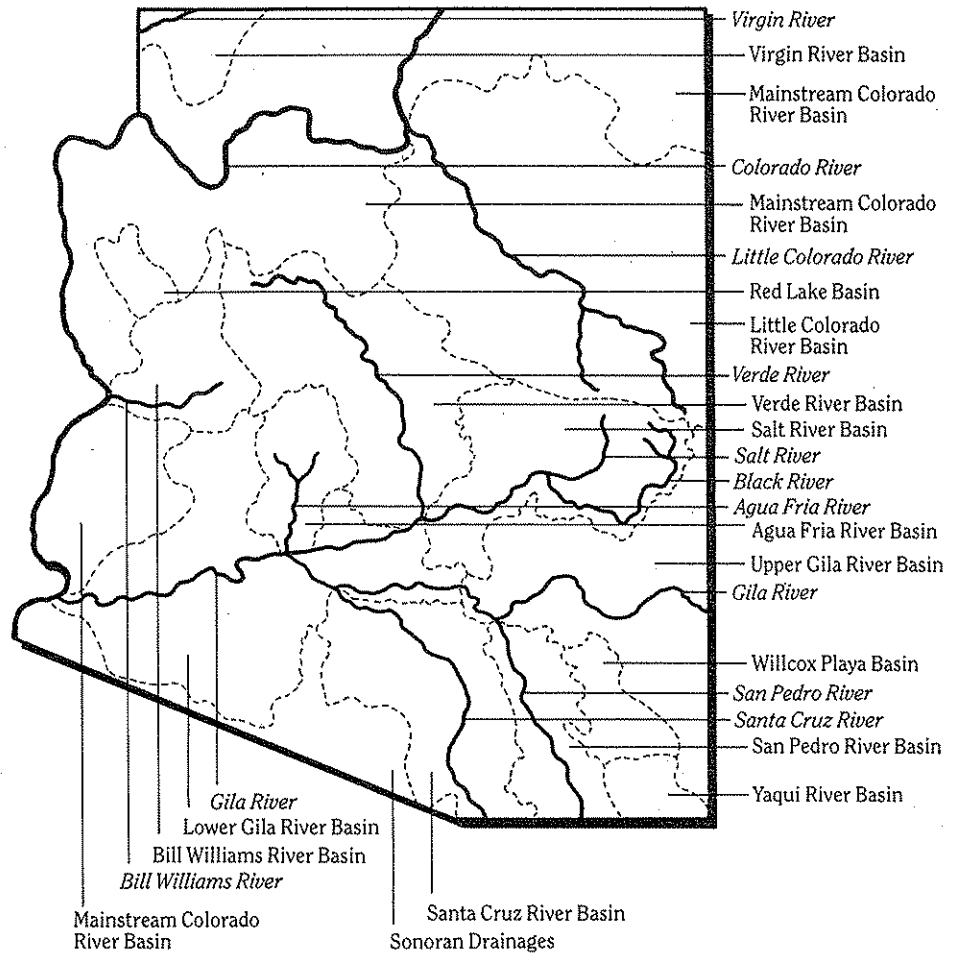 Virgin River
Virgin River Basin
Mainstream Colorado
River Basin
Colorado River
Mainstream Colorado
River Basin
Little Colorado River
Red Lake Basin
Little Colorado
River Basin
Verde River
Verde River Basin
Salt River Basin
Salt River
Black River
Agua Fria River
Agua Fria River Basin
Upper Gila River Basin
Gila River
Willcox Playa Basin
San Pedro River
Santa Cruz River
San Pedro River Basin
Yaqui River Basin
Gila River
Lower Gila River Basin
Bill Williams River Basin
Bill Williams River
Mainstream Colorado
River Basin
Santa Cruz River Basin
Sonoran Drainages